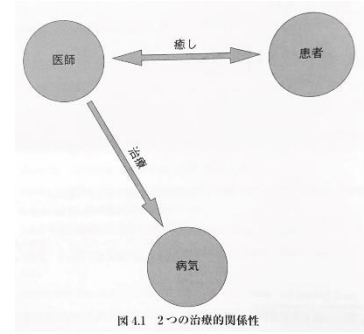 医師
癒し
患者
治療
病気
図 4.1 2つの治療的関係性